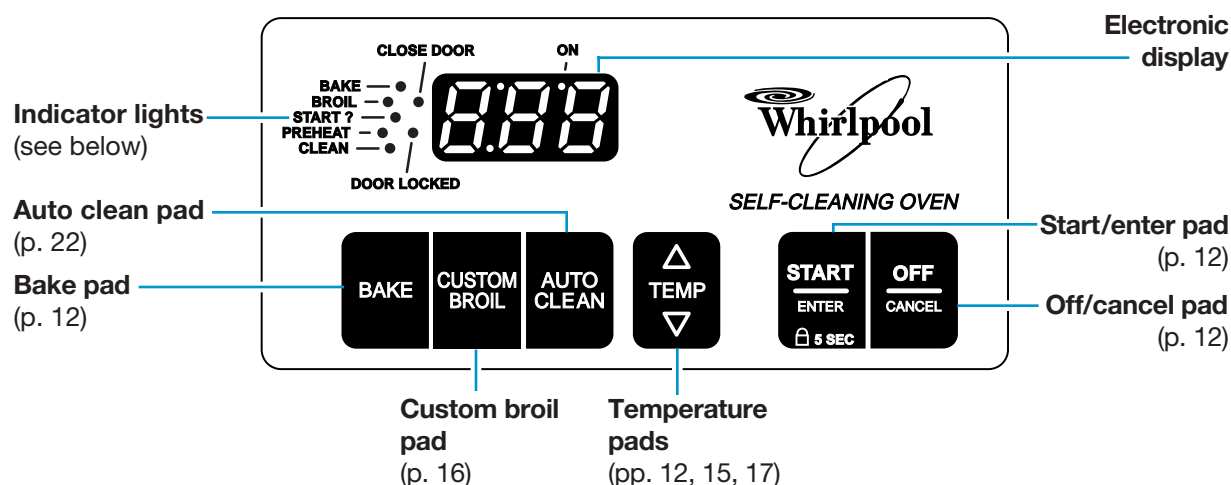 Electronic
display
CLOSE DOOR
ON
BAKE
BROIL
START ?
PREHEAT
CLEAN
DOOR LOCKED
8.8.8
Indicator lights
(see below)
Whirlpool
SELF-CLEANING OVEN
Auto clean pad
(p. 22)
Bake pad
(p. 12)
BAKE
CUSTOM
BROIL
AUTO
CLEAN
TEMP
START
ENTER
5 SEC
OFF
CANCEL
Start/enter pad
(p. 12)
Off/cancel pad
(p. 12)
Custom broil
pad
(p. 16)
Temperature
pads
(pp. 12, 15, 17)